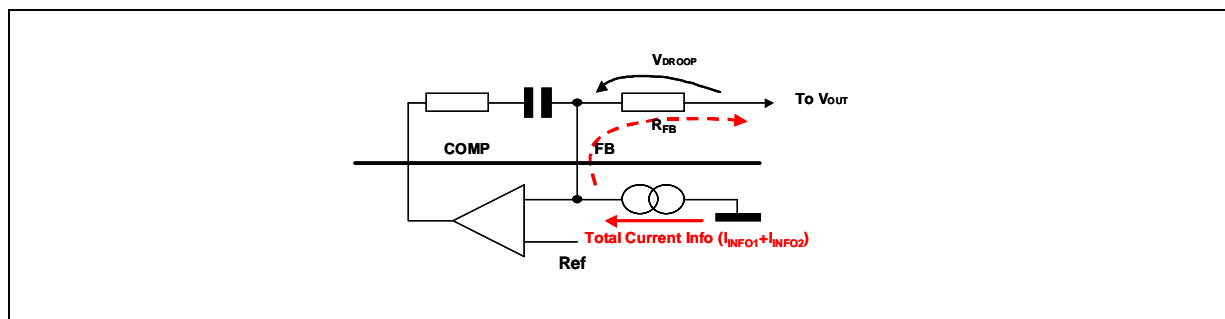 VDROOP
To VOUT
RFB
COMP
FB
Total Current Info (IINFO1+IINFO2)
Ref